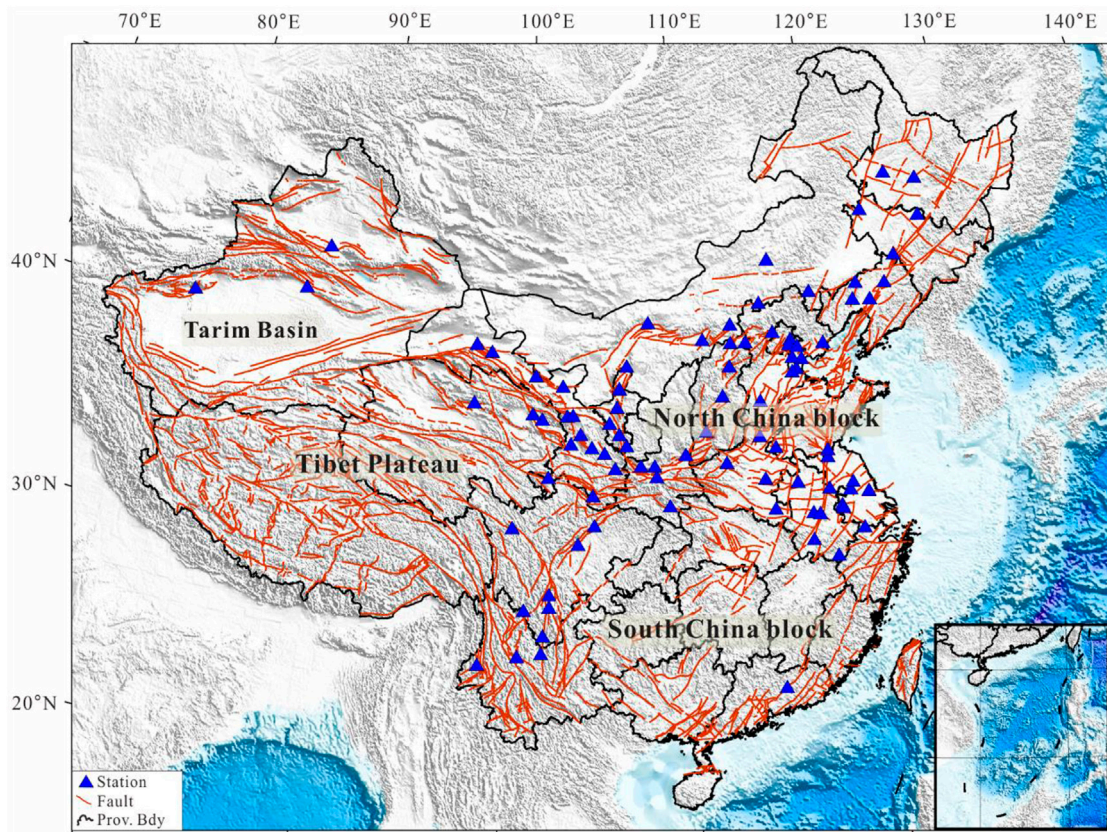 70°E 80°E 90°E 100°E 110°E 120°E 130°E 140°E
40°N
Tarim Basin
North China block
Tibet Plateau
30°N
South China block
20°N
Station
Fault
Prov. Bdy